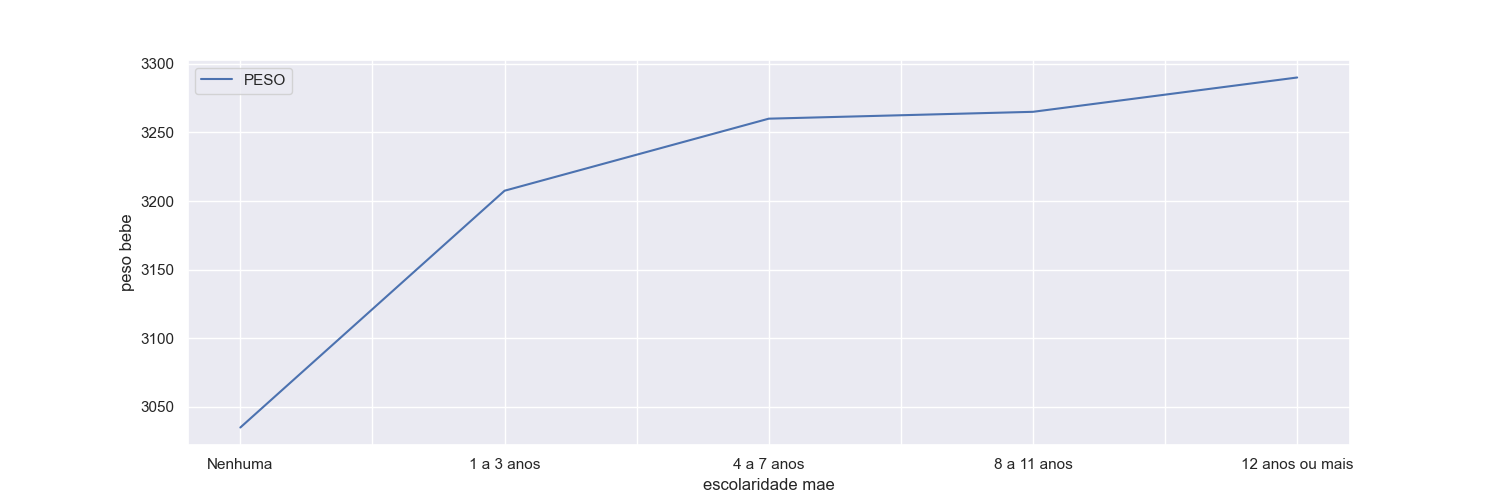 PESO
3300
3250
3200
3150
3100
3050
peso bebe
Nenhuma
1 a 3 anos
4 a 7 anos
8 a 11 anos
12 anos ou mais
escolaridade mae